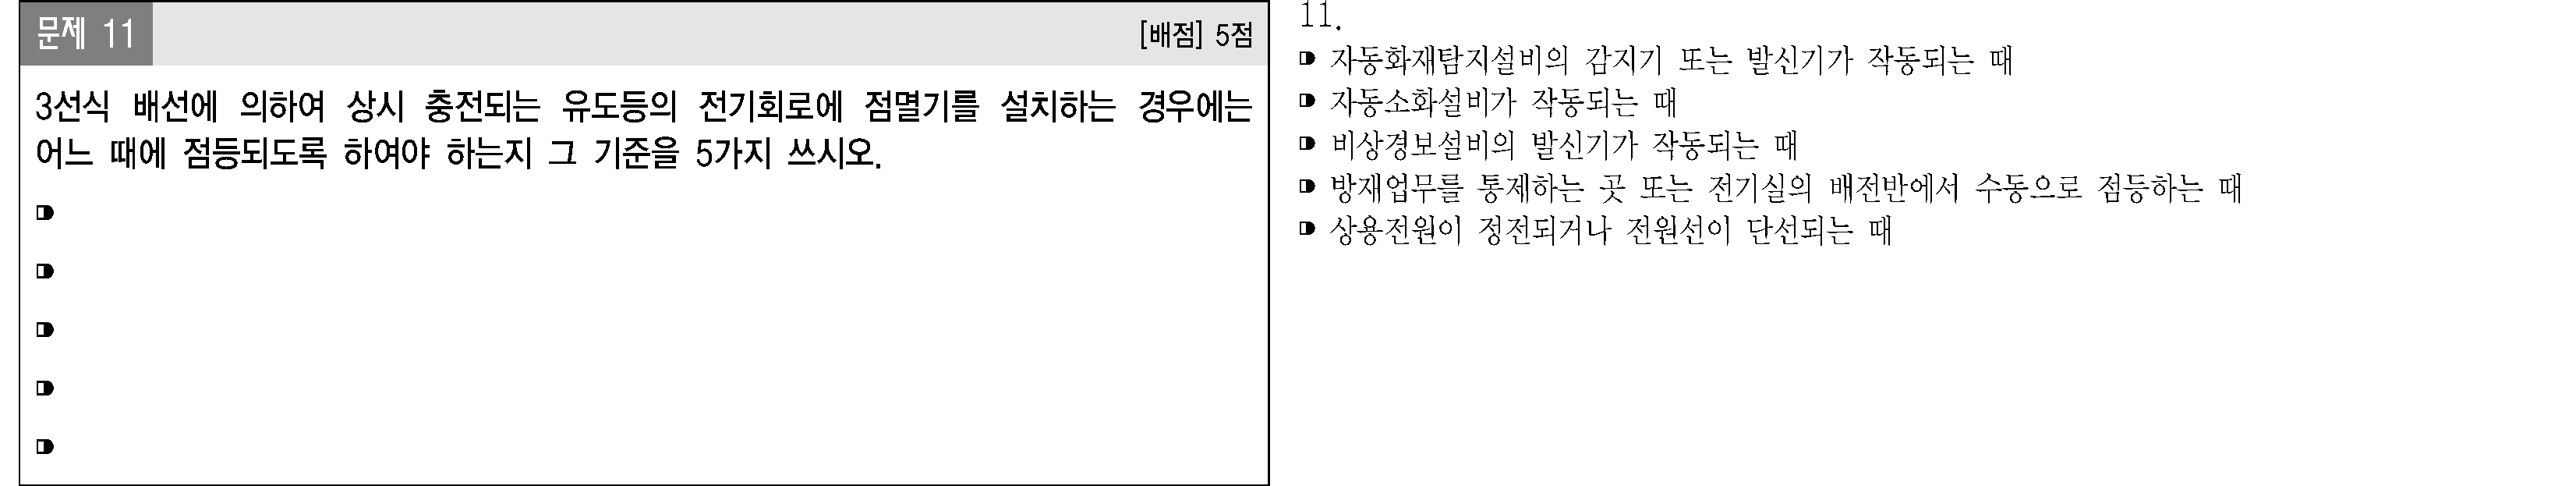 문제 11
[배점] 5점
3선식 배선에 의하여 상시 충전되는 유도등의 전기회로에 점멸기를 설치하는 경우에는
어느 때에 점등되도록 하여야 하는지 그 기준을 5가지 쓰시오.
11.
자동화재탐지설비의 감지기 또는 발신기가 작동되는 때
자동소화설비가 작동되는 때
비상경보설비의 발신기가 작동되는 때
방재업무를 통제하는 곳 또는 전기실의 배전반에서 수동으로 점등하는 때
상용전원이 정전되거나 전원선이 단선되는 때